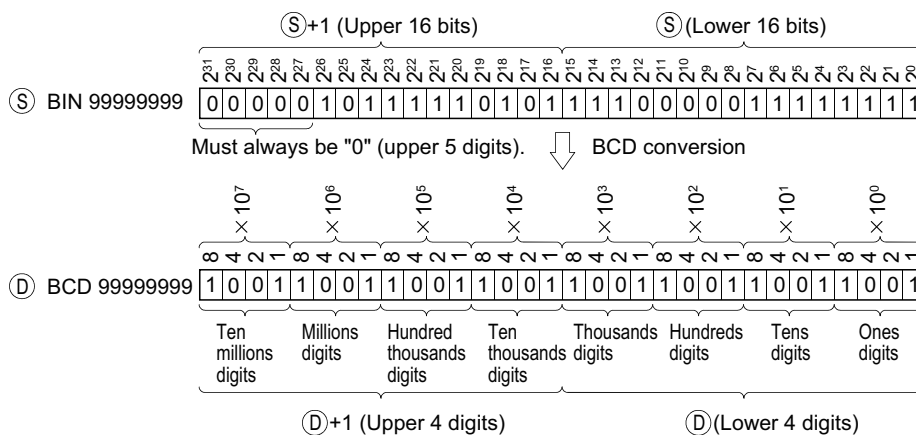 Ⓢ+1 (Upper 16 bits) Ⓢ (Lower 16 bits)
2³¹ 2³⁰ 2²⁹ 2²⁸ 2²⁷ 2²⁶ 2²⁵ 2²⁴ 2²³ 2²² 2²¹ 2²⁰ 2¹⁹ 2¹⁸ 2¹⁷ 2¹⁶ 2¹⁵ 2¹⁴ 2¹³ 2¹² 2¹¹ 2¹⁰ 2⁹ 2⁸ 2⁷ 2⁶ 2⁵ 2⁴ 2³ 2² 2¹ 2⁰
Ⓢ BIN 99999999 0 0 0 0 0 1 0 1 1 1 1 1 0 1 0 1 1 1 1 0 0 0 0 0 1 1 1 1 1 1 1 1
Must always be "0" (upper 5 digits). BCD conversion
×10⁷ ×10⁶ ×10⁵ ×10⁴ ×10³ ×10² ×10¹ ×10⁰
8 4 2 1 8 4 2 1 8 4 2 1 8 4 2 1 8 4 2 1 8 4 2 1 8 4 2 1 8 4 2 1
Ⓓ BCD 99999999 1 0 0 1 1 0 0 1 1 0 0 1 1 0 0 1 1 0 0 1 1 0 0 1 1 0 0 1 1 0 0 1
Ten Millions Hundred Ten Thousands Hundreds Tens Ones
millions digits thousands thousands digits digits digits digits
digits digits digits
Ⓓ+1 (Upper 4 digits) Ⓓ (Lower 4 digits)